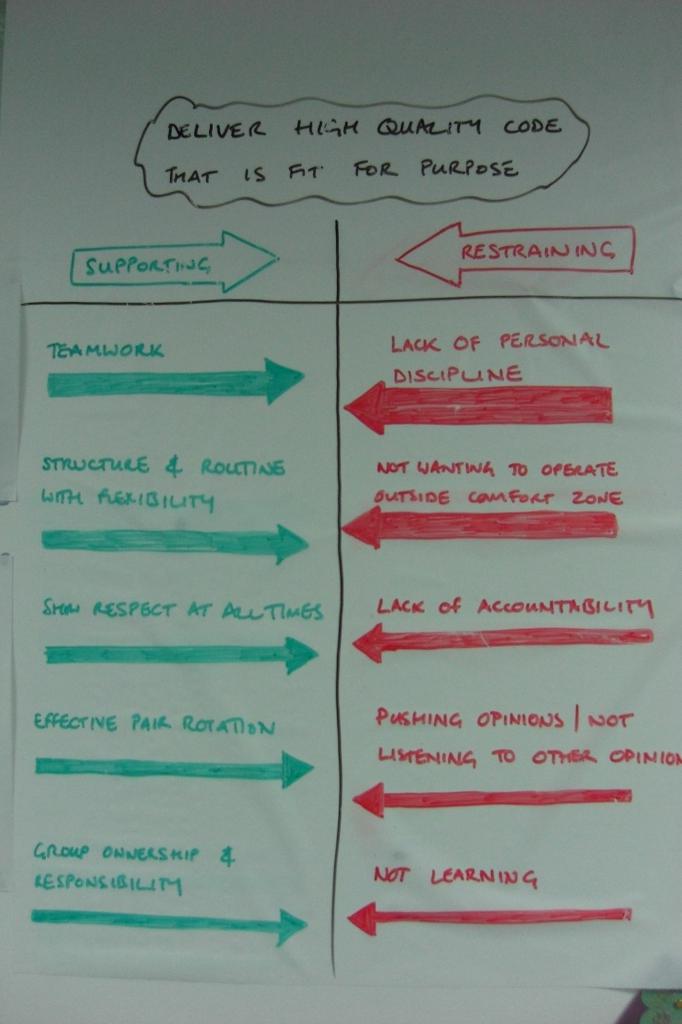 DELIVER HIGH QUALITY CODE
THAT IS FIT FOR PURPOSE
SUPPORTING
RESTRAINING
TEAMWORK
STRUCTURE & ROUTINE
WITH FLEXIBILITY
SHOW RESPECT AT ALL TIMES
EFFECTIVE PAIR ROTATION
GROUP OWNERSHIP &
RESPONSIBILITY
LACK OF PERSONAL
DISCIPLINE
NOT WANTING TO OPERATE
OUTSIDE COMFORT ZONE
LACK OF ACCOUNTABILITY
PUSHING OPINIONS / NOT
LISTENING TO OTHER OPINION
NOT LEARNING